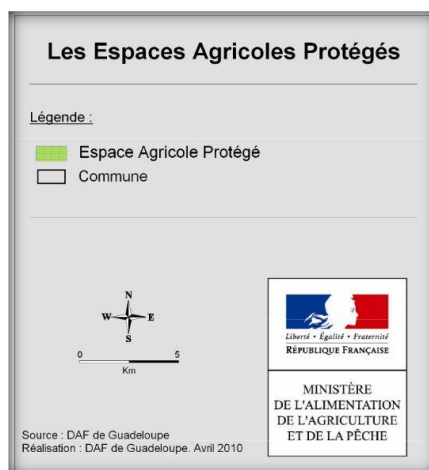 Les Espaces Agricoles Protégés
Légende :
Espace Agricole Protégé
Commune
N
W E
S
0 5
Km
Liberté • Égalité • Fraternité
RÉPUBLIQUE FRANÇAISE
MINISTÈRE
DE L'ALIMENTATION
DE L'AGRICULTURE
ET DE LA PÊCHE
Source : DAF de Guadeloupe
Réalisation : DAF de Guadeloupe. Avril 2010